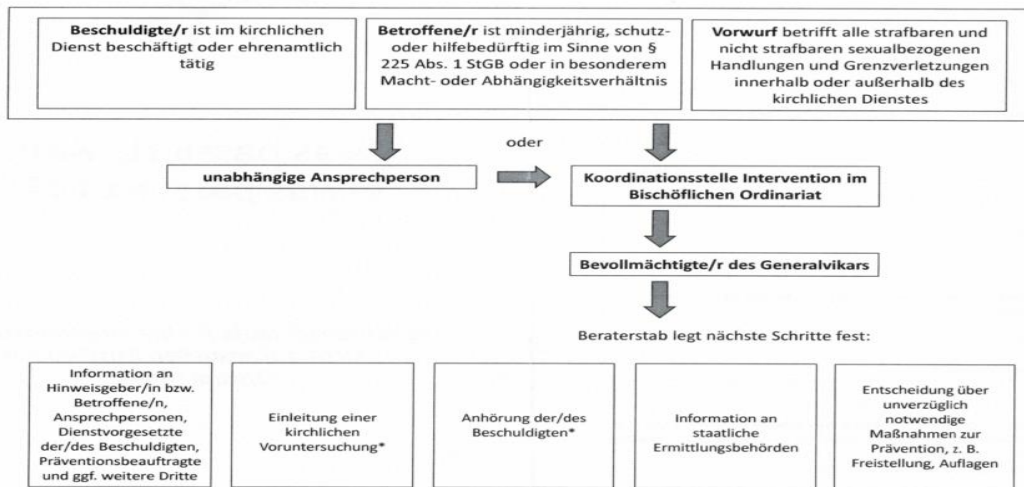 Beschuldigte/r ist im kirchlichen
Dienst beschäftigt oder ehrenamtlich
tätig
Betroffene/r ist minderjährig, schutz-
oder hilfebedürftig im Sinne von §
225 Abs. 1 StGB oder in besonderem
Macht- oder Abhängigkeitsverhältnis
Vorwurf betrifft alle strafbaren und
nicht strafbaren sexualbezogenen
Handlungen und Grenzverletzungen
innerhalb oder außerhalb des
kirchlichen Dienstes
oder
unabhängige Ansprechperson
Koordinationsstelle Intervention im
Bischöflichen Ordinariat
Bevollmächtigte/r des Generalvikars
Beraterstab legt nächste Schritte fest:
Information an
Hinweisgeber/in bzw.
Betroffene/n,
Ansprechpersonen,
Dienstvorgesetzte
der/des Beschuldigten,
Präventionsbeauftragte
und ggf. weitere Dritte
Einleitung einer
kirchlichen
Voruntersuchung*
Anhörung der/des
Beschuldigten*
Information an
staatliche
Ermittlungsbehörden
Entscheidung über
unverzüglich
notwendige
Maßnahmen zur
Prävention, z. B.
Freistellung, Auflagen